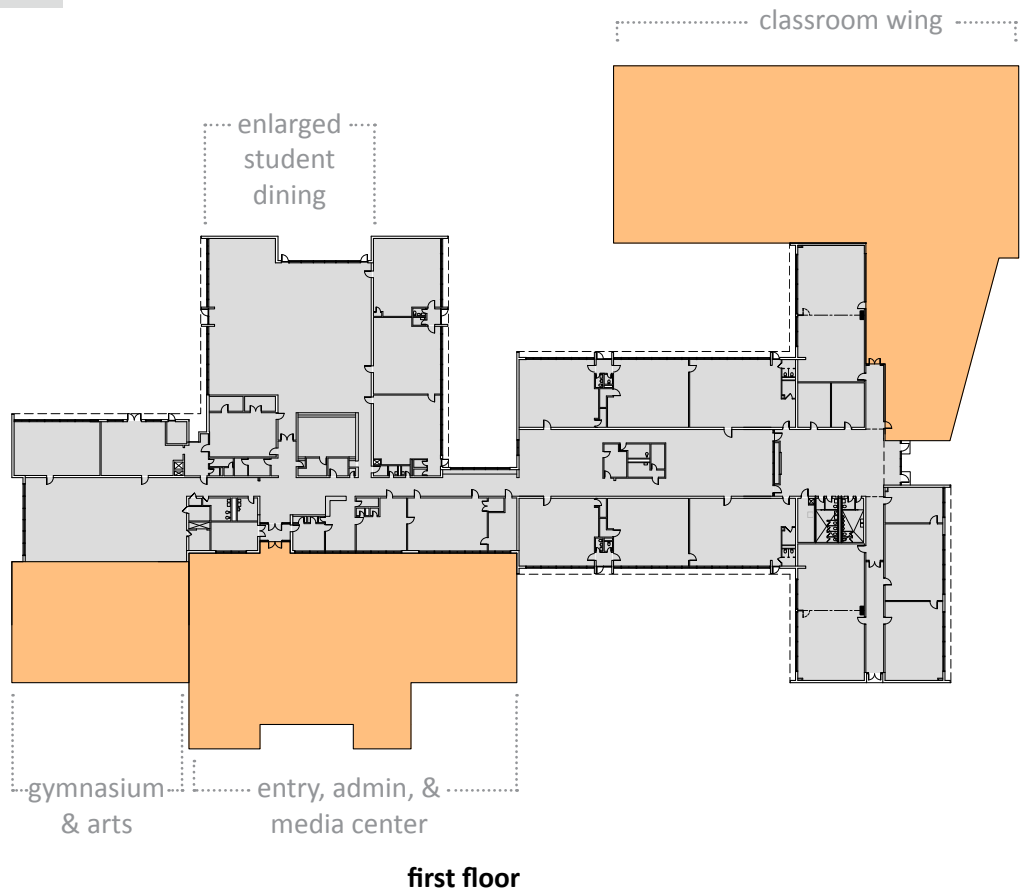 classroom wing
enlarged
student
dining
gymnasium
& arts
entry, admin, &
media center
first floor